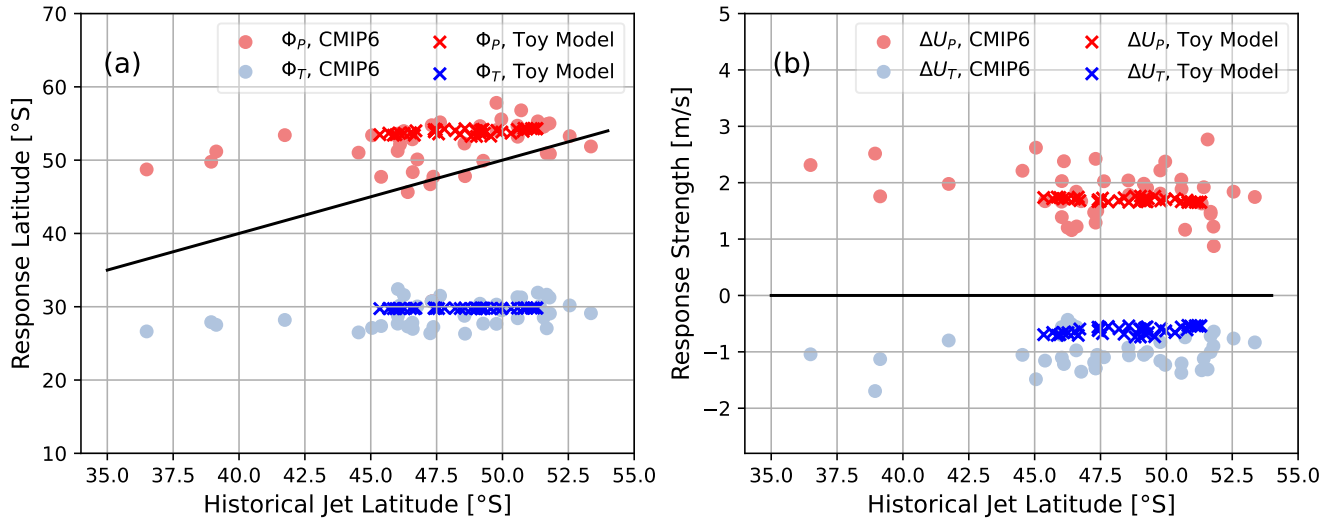 70
60
50
40
30
20
10
Response Latitude [°S]
(a)
Φ_P, CMIP6
Φ_T, CMIP6
Φ_P, Toy Model
Φ_T, Toy Model
35.0 37.5 40.0 42.5 45.0 47.5 50.0 52.5 55.0
Historical Jet Latitude [°S]
5
4
3
2
1
0
−1
−2
Response Strength [m/s]
(b)
ΔU_P, CMIP6
ΔU_T, CMIP6
ΔU_P, Toy Model
ΔU_T, Toy Model
35.0 37.5 40.0 42.5 45.0 47.5 50.0 52.5 55.0
Historical Jet Latitude [°S]